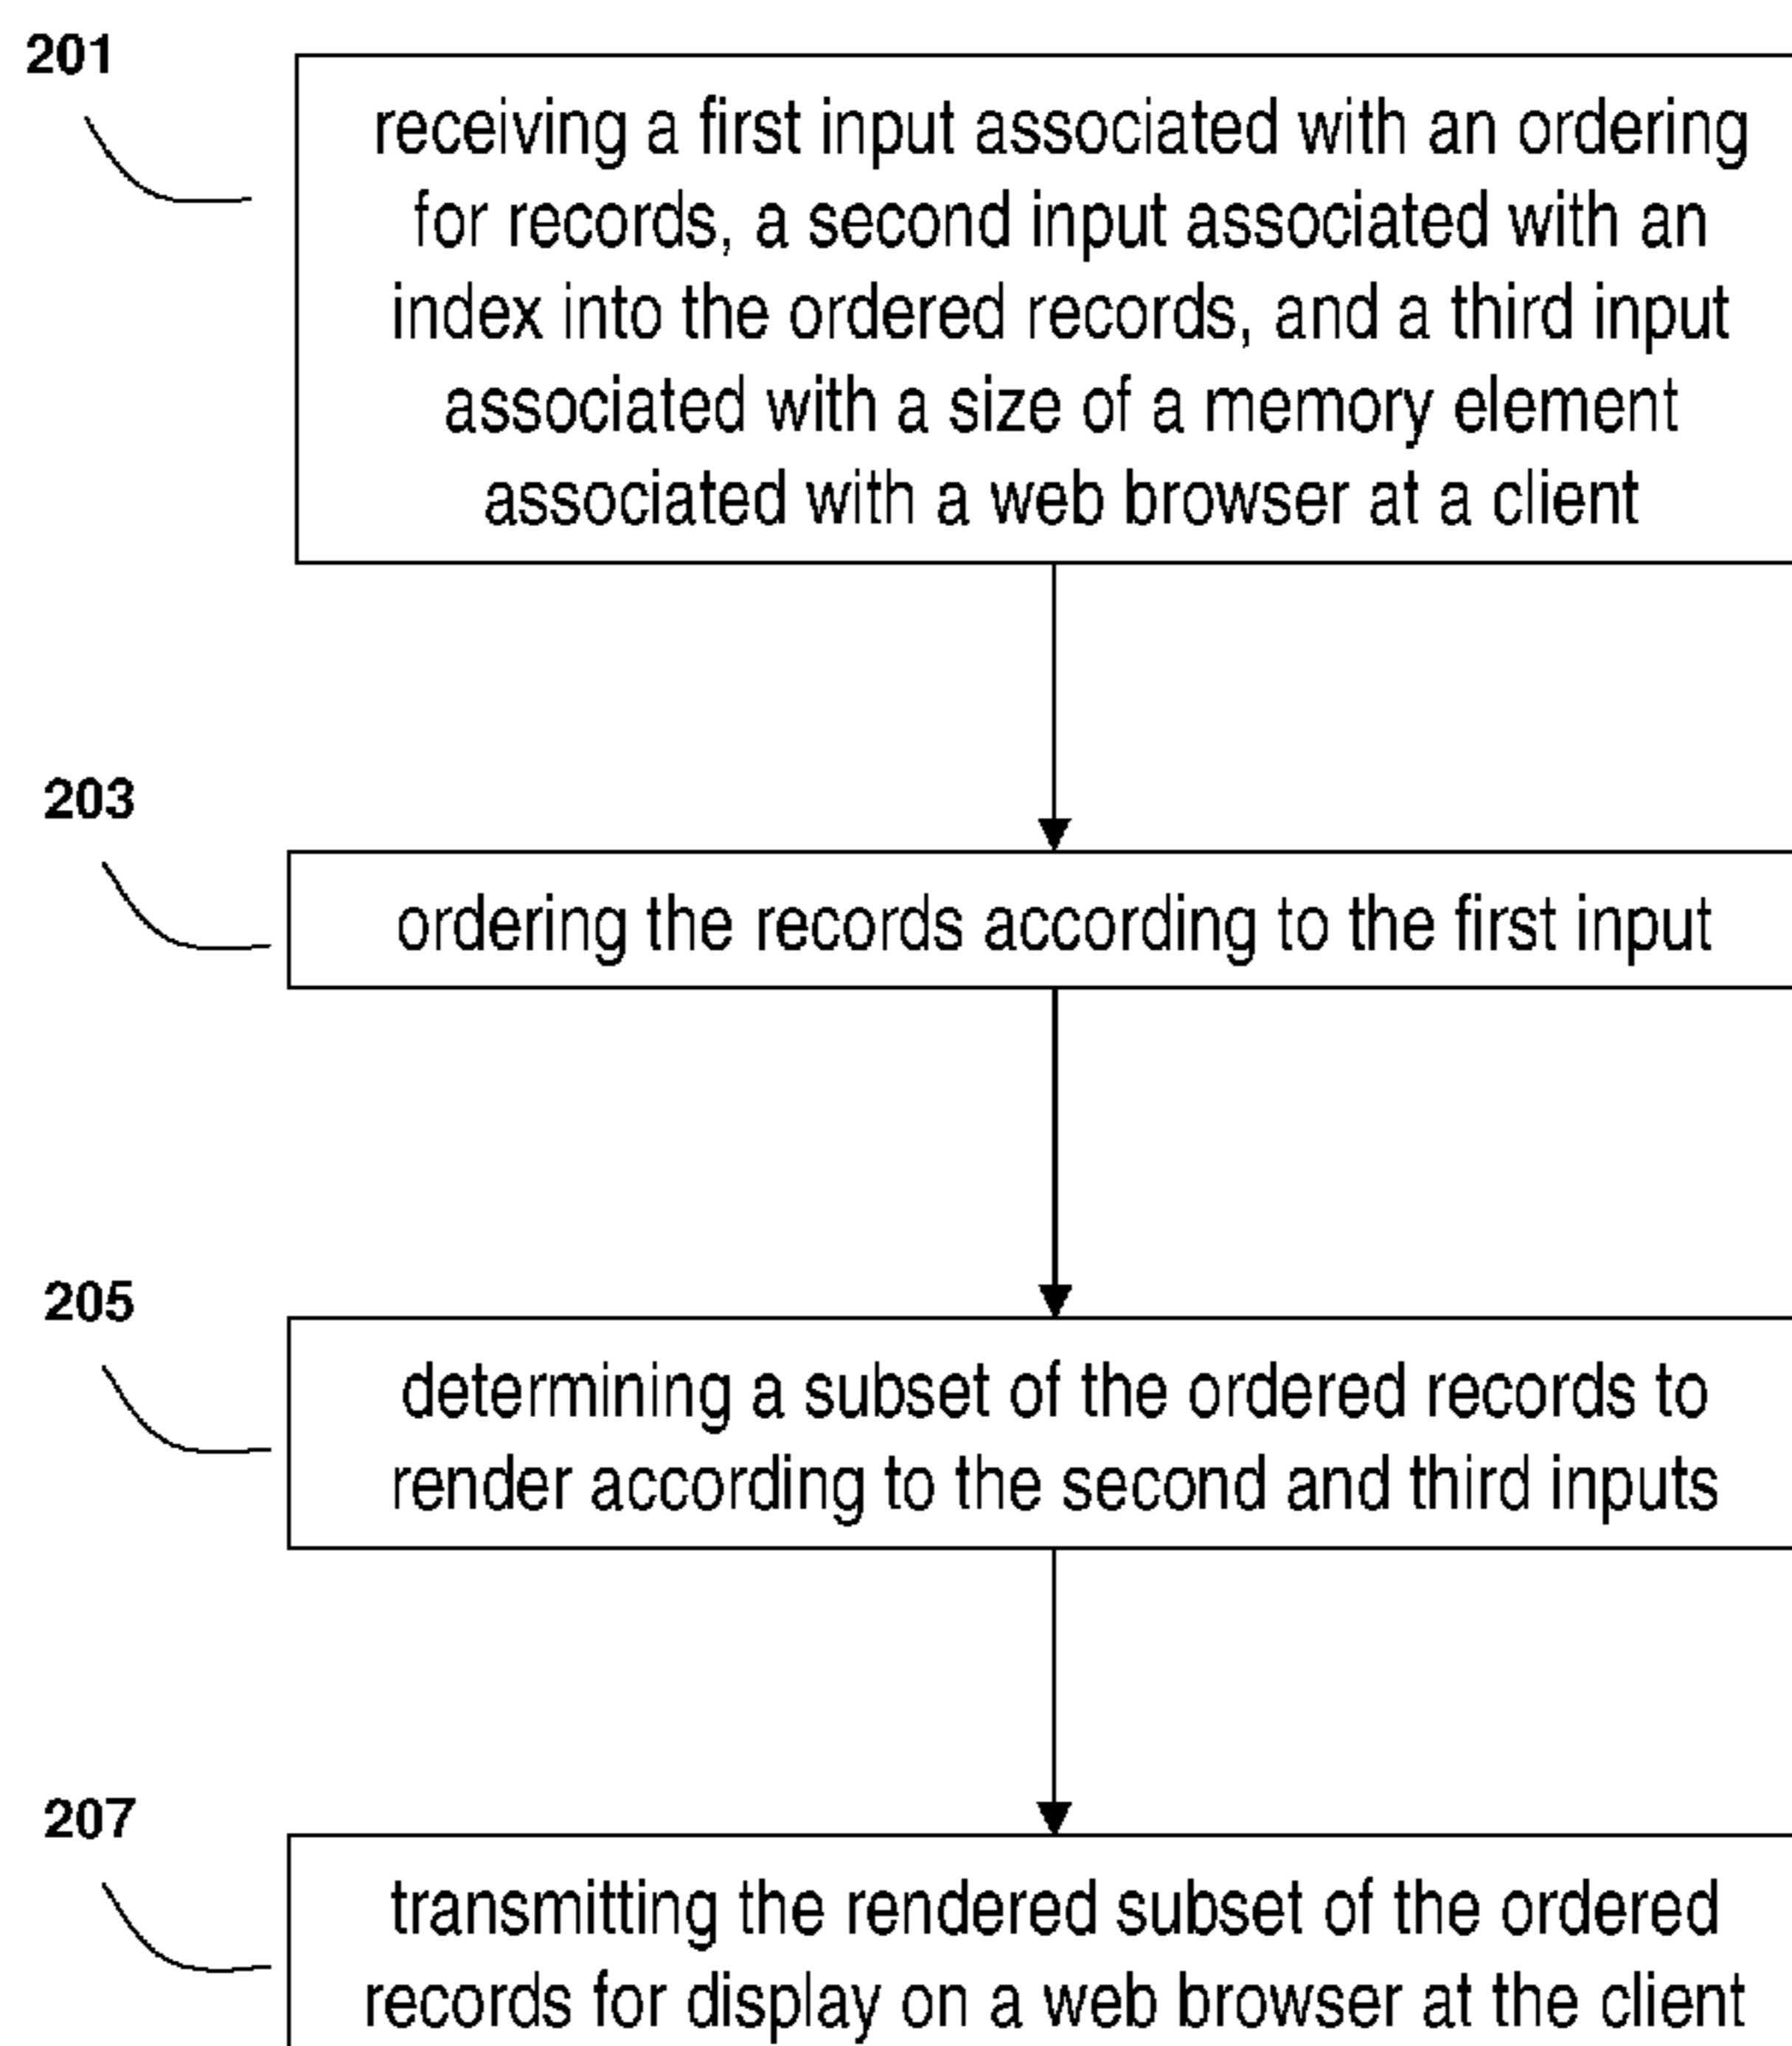 201
receiving a first input associated with an ordering
for records, a second input associated with an
index into the ordered records, and a third input
associated with a size of a memory element
associated with a web browser at a client
203
ordering the records according to the first input
205
determining a subset of the ordered records to
render according to the second and third inputs
207
transmitting the rendered subset of the ordered
records for display on a web browser at the client